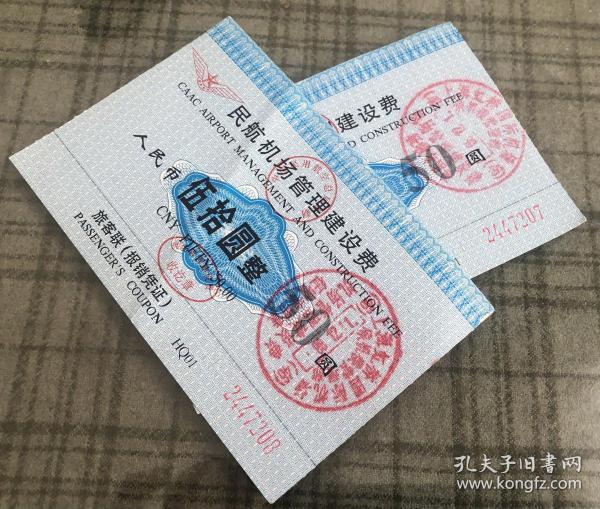 民航机场管理建设费
CAAC AIRPORT MANAGEMENT AND CONSTRUCTION FEE
人民币
伍拾圆整
50
圆
旅客联(报销凭证)
PASSENGER'S COUPON
HQ01
2447208
建设费
D CONSTRUCTION FEE
50
圆
2447207
孔夫子旧书网
www.kongfz.com